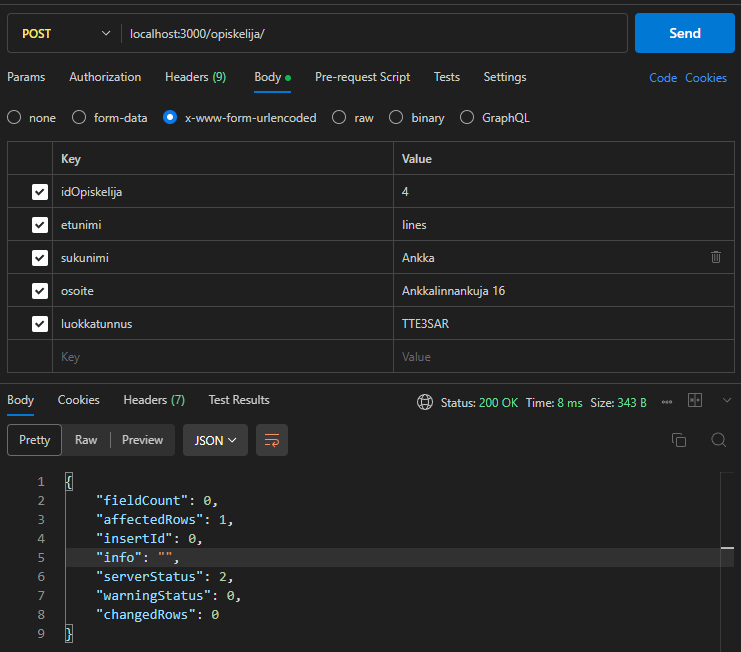 POST localhost:3000/opiskelija/ Send
Params Authorization Headers (9) Body Pre-request Script Tests Settings Code Cookies
none form-data x-www-form-urlencoded raw binary GraphQL
Key Value
idOpiskelija 4
etunimi Iines
sukunimi Ankka
osoite Ankkalinnankuja 16
luokkatunnus TTE3SAR
Key Value
Body Cookies Headers (7) Test Results Status: 200 OK Time: 8 ms Size: 343 B
Pretty Raw Preview JSON
1 {
2 "fieldCount": 0,
3 "affectedRows": 1,
4 "insertId": 0,
5 "info": "",
6 "serverStatus": 2,
7 "warningStatus": 0,
8 "changedRows": 0
9 }